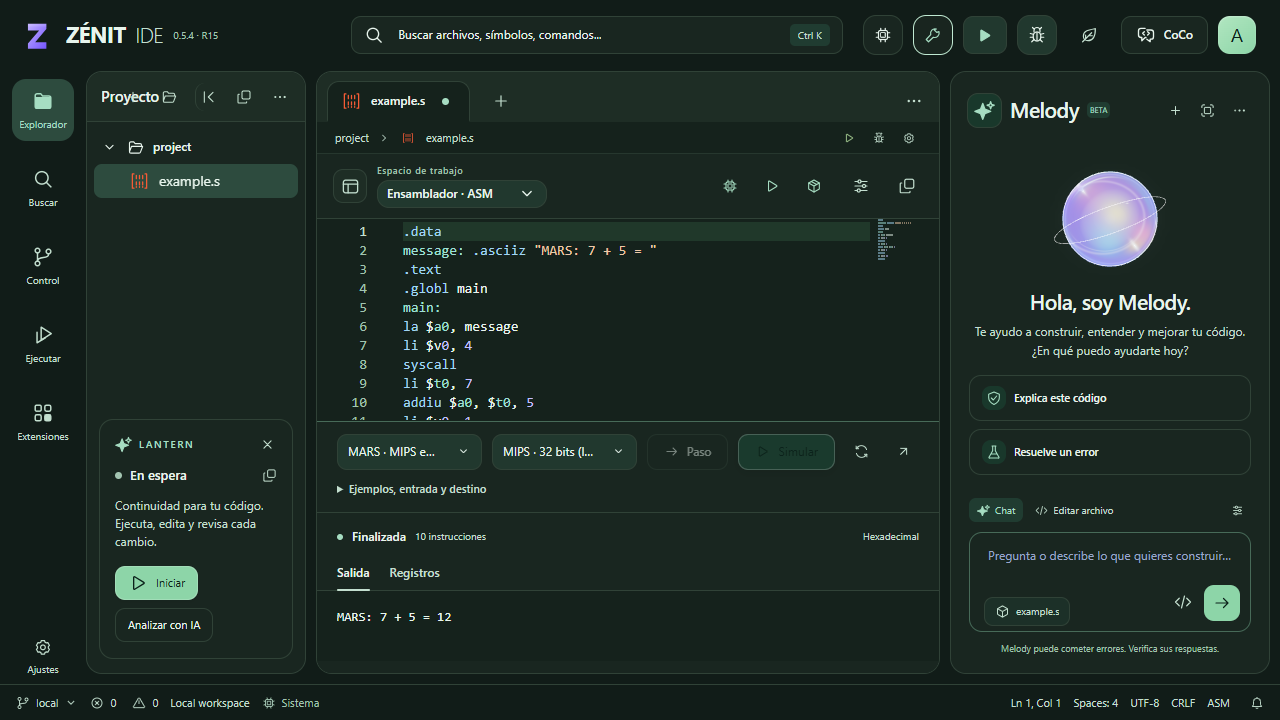 ZÉNIT IDE 0.5.4 · R15
Buscar archivos, símbolos, comandos...
Ctrl K
CoCo
A
Explorador
Buscar
Control
Ejecutar
Extensiones
Ajustes
Proyecto
project
example.s
LANTERN
En espera
Continuidad para tu código.
Ejecuta, edita y revisa cada
cambio.
Iniciar
Analizar con IA
example.s
project
example.s
Espacio de trabajo
Ensamblador · ASM
1 .data
2 message: .asciiz "MARS: 7 + 5 = "
3 .text
4 .globl main
5 main:
6 la $a0, message
7 li $v0, 4
8 syscall
9 li $t0, 7
10 addiu $a0, $t0, 5
11 li $v0, 1
MARS · MIPS e...
MIPS · 32 bits (l...
Paso
Simular
Ejemplos, entrada y destino
Finalizada 10 instrucciones
Hexadecimal
Salida
Registros
MARS: 7 + 5 = 12
Melody BETA
Hola, soy Melody.
Te ayudo a construir, entender y mejorar tu código.
¿En qué puedo ayudarte hoy?
Explica este código
Resuelve un error
Chat
Editar archivo
Pregunta o describe lo que quieres construir...
example.s
Melody puede cometer errores. Verifica sus respuestas.
local
0
0
Local workspace
Sistema
Ln 1, Col 1
Spaces: 4
UTF-8
CRLF
ASM